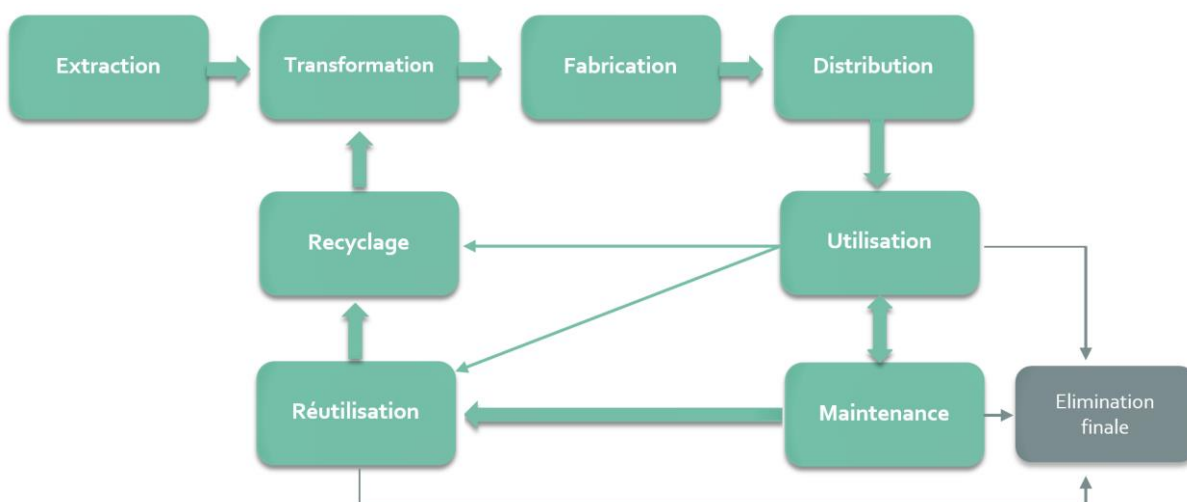 Extraction
Transformation
Fabrication
Distribution
Recyclage
Utilisation
Réutilisation
Maintenance
Elimination
finale